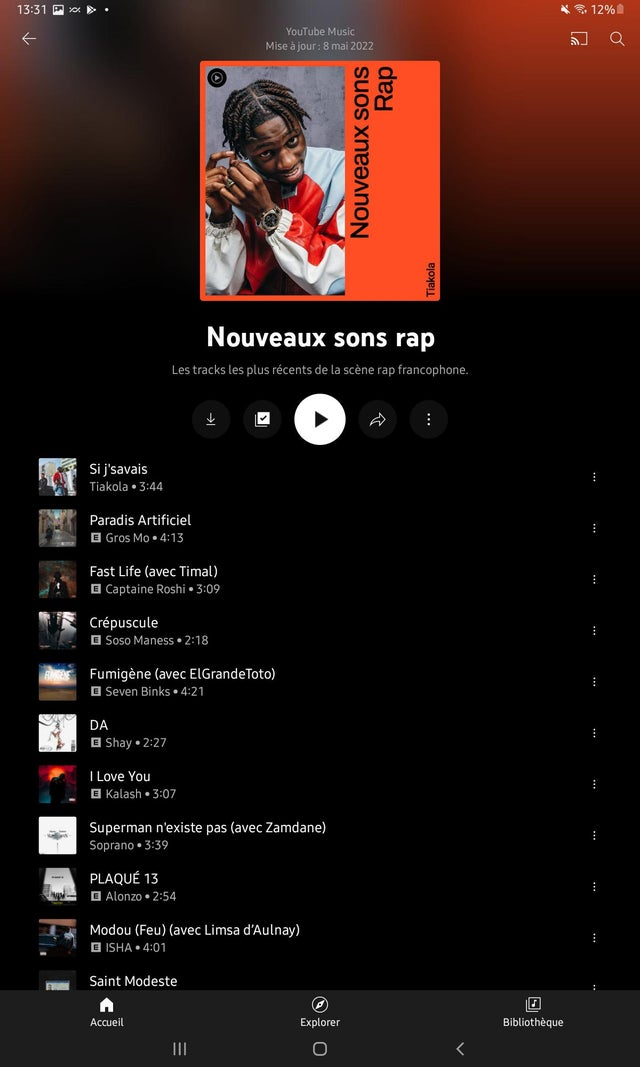 13:31
12%
YouTube Music
Mise à jour : 8 mai 2022
Nouveaux sons
Rap
Tiakola
Nouveaux sons rap
Les tracks les plus récents de la scène rap francophone.
Si j'savais
Tiakola • 3:44
Paradis Artificiel
E Gros Mo • 4:13
Fast Life (avec Timal)
E Captaine Roshi • 3:09
Crépuscule
E Soso Maness • 2:18
Fumigène (avec ElGrandeToto)
E Seven Binks • 4:21
DA
E Shay • 2:27
I Love You
E Kalash • 3:07
Superman n'existe pas (avec Zamdane)
Soprano • 3:39
PLAQUÉ 13
E Alonzo • 2:54
Modou (Feu) (avec Limsa d’Aulnay)
E ISHA • 4:01
Saint Modeste
Accueil
Explorer
Bibliothèque